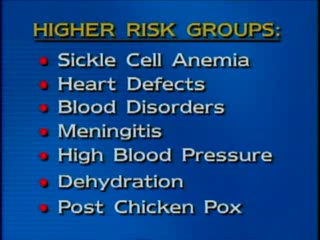 HIGHER RISK GROUPS:
• Sickle Cell Anemia
• Heart Defects
• Blood Disorders
• Meningitis
• High Blood Pressure
• Dehydration
• Post Chicken Pox